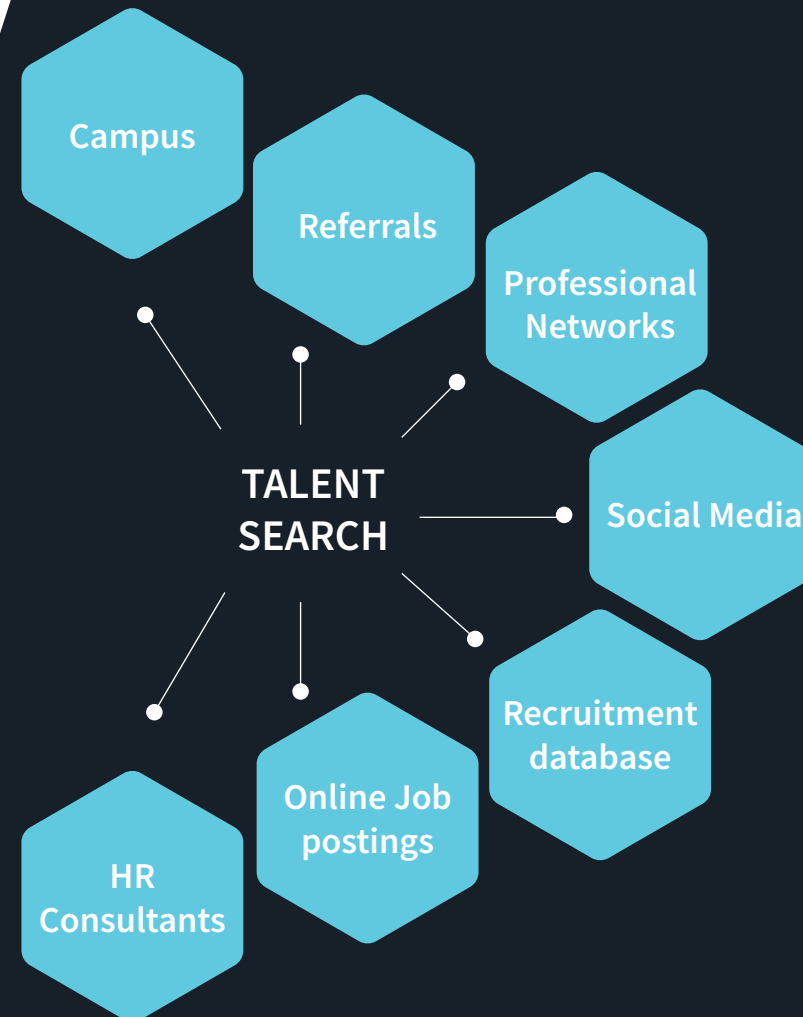 Campus
Referrals
Professional
Networks
TALENT
SEARCH
Social Media
Recruitment
database
Online Job
postings
HR
Consultants